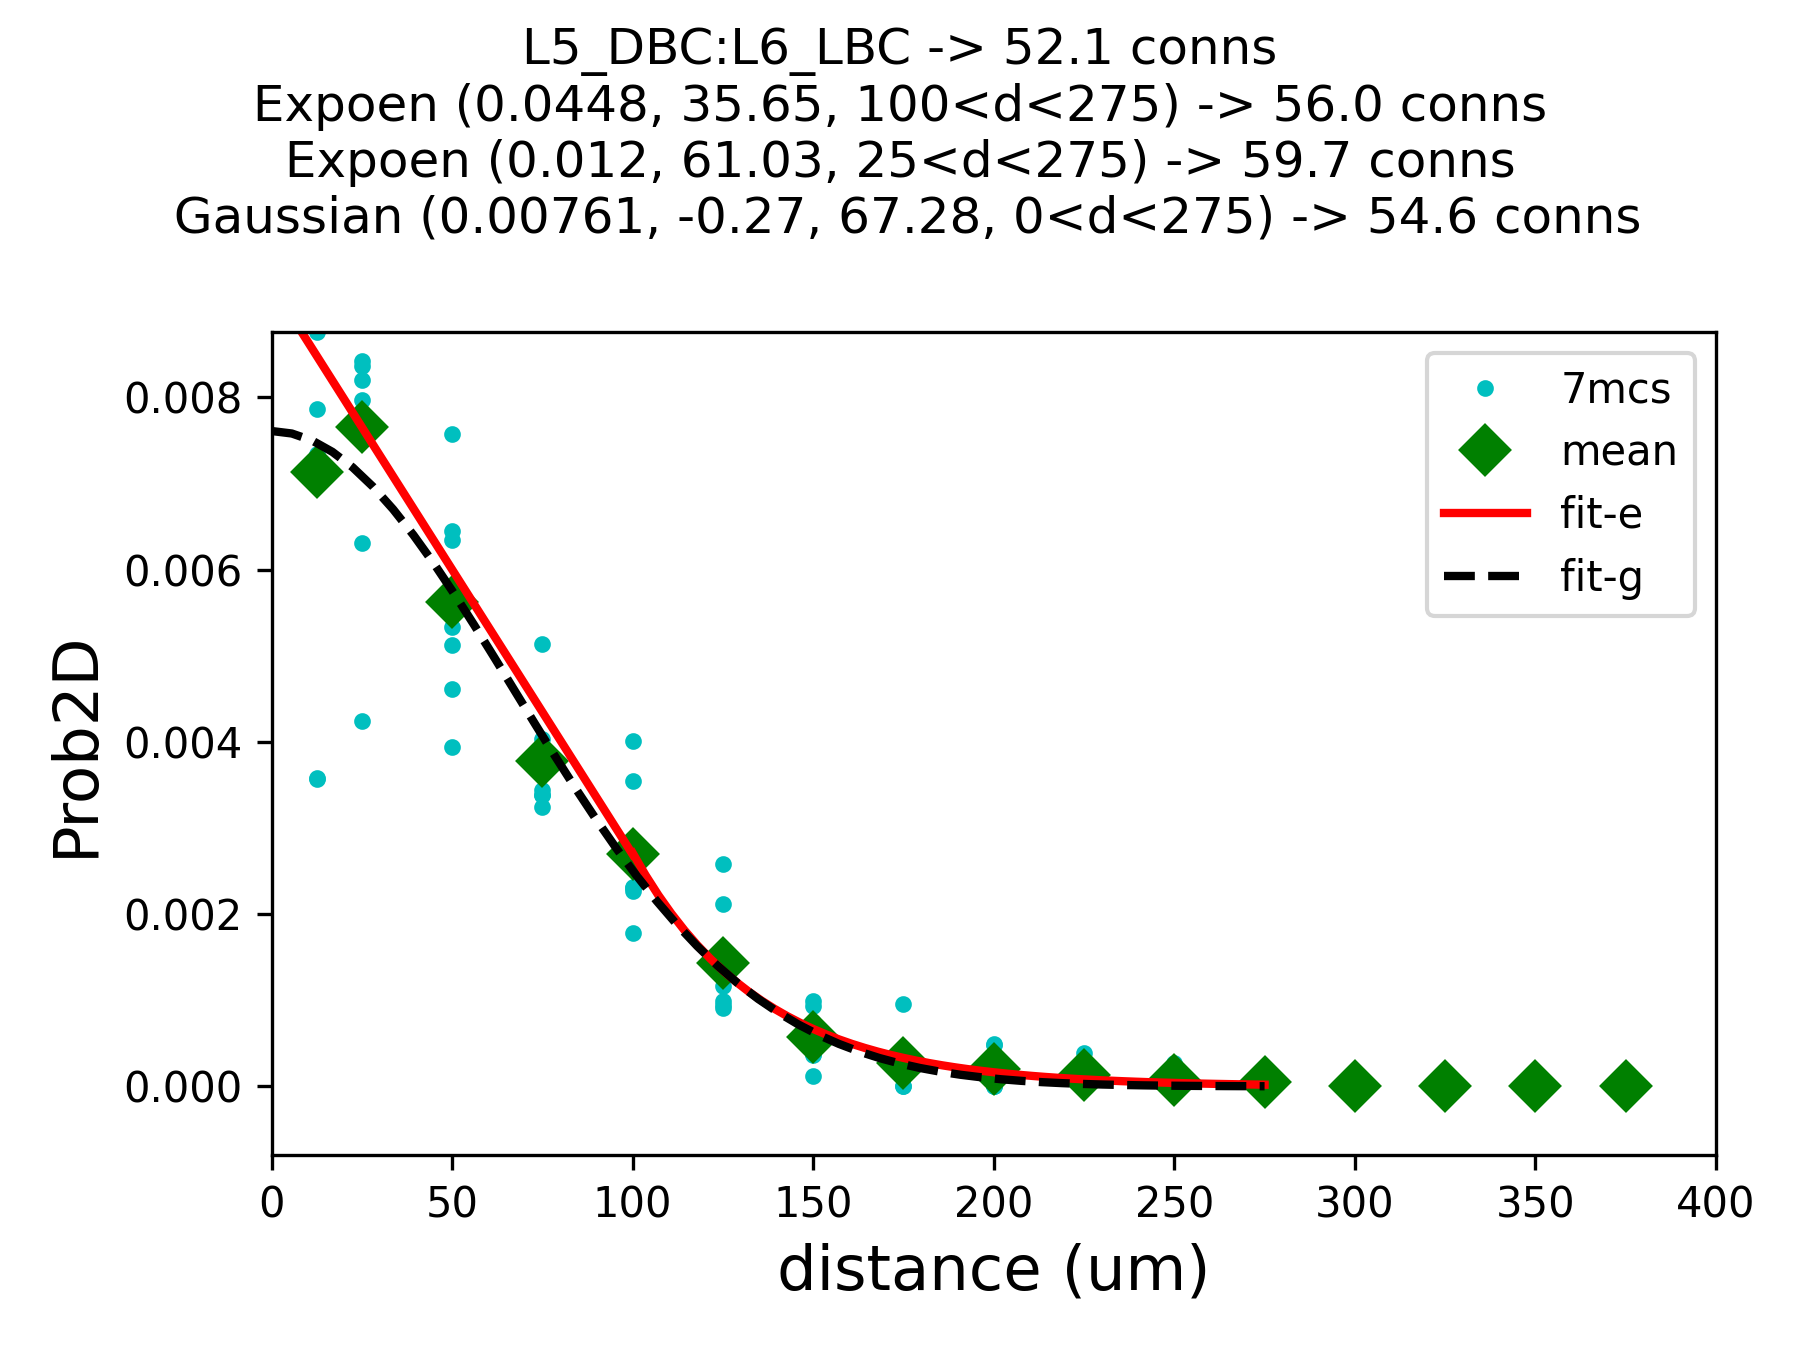 L5_DBC:L6_LBC -> 52.1 conns
Expoen (0.0448, 35.65, 100<d<275) -> 56.0 conns
Expoen (0.012, 61.03, 25<d<275) -> 59.7 conns
Gaussian (0.00761, -0.27, 67.28, 0<d<275) -> 54.6 conns
7mcs
mean
fit-e
fit-g
Prob2D
0.008
0.006
0.004
0.002
0.000
0 50 100 150 200 250 300 350 400
distance (um)